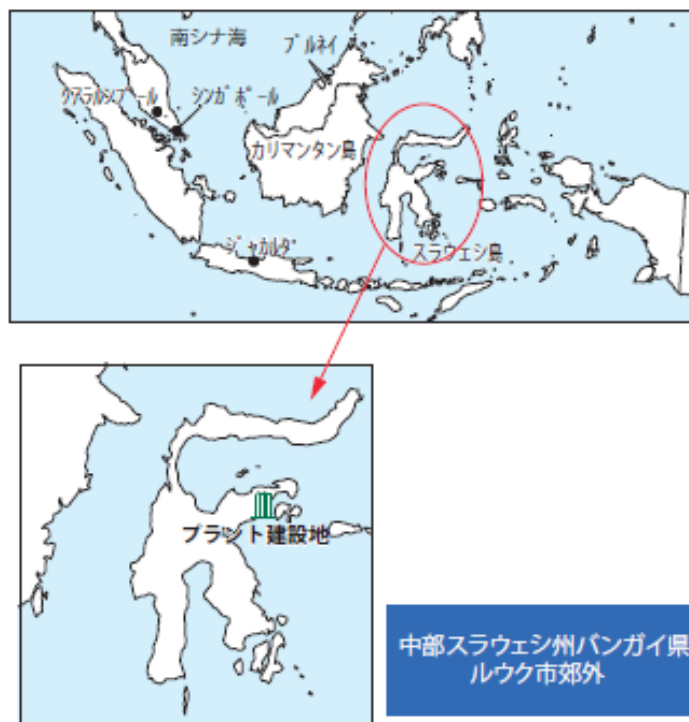 南シナ海
ブルネイ
クアラルンプール
シンガポール
カリマンタン島
ジャカルタ
スラウェシ島
プラント建設地
中部スラウェシ州バンガイ県
ルウク市郊外